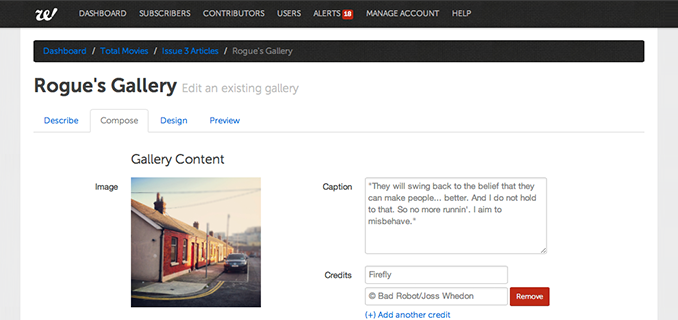 w DASHBOARD SUBSCRIBERS CONTRIBUTORS USERS ALERTS 18 MANAGE ACCOUNT HELP
Dashboard / Total Movies / Issue 3 Articles / Rogue's Gallery
Rogue's Gallery Edit an existing gallery
Describe Compose Design Preview
Gallery Content
Image
Caption
"They will swing back to the belief that they
can make people... better. And I do not hold
to that. So no more runnin'. I aim to
misbehave."
Credits
Firefly
© Bad Robot/Joss Whedon
Remove
(+) Add another credit